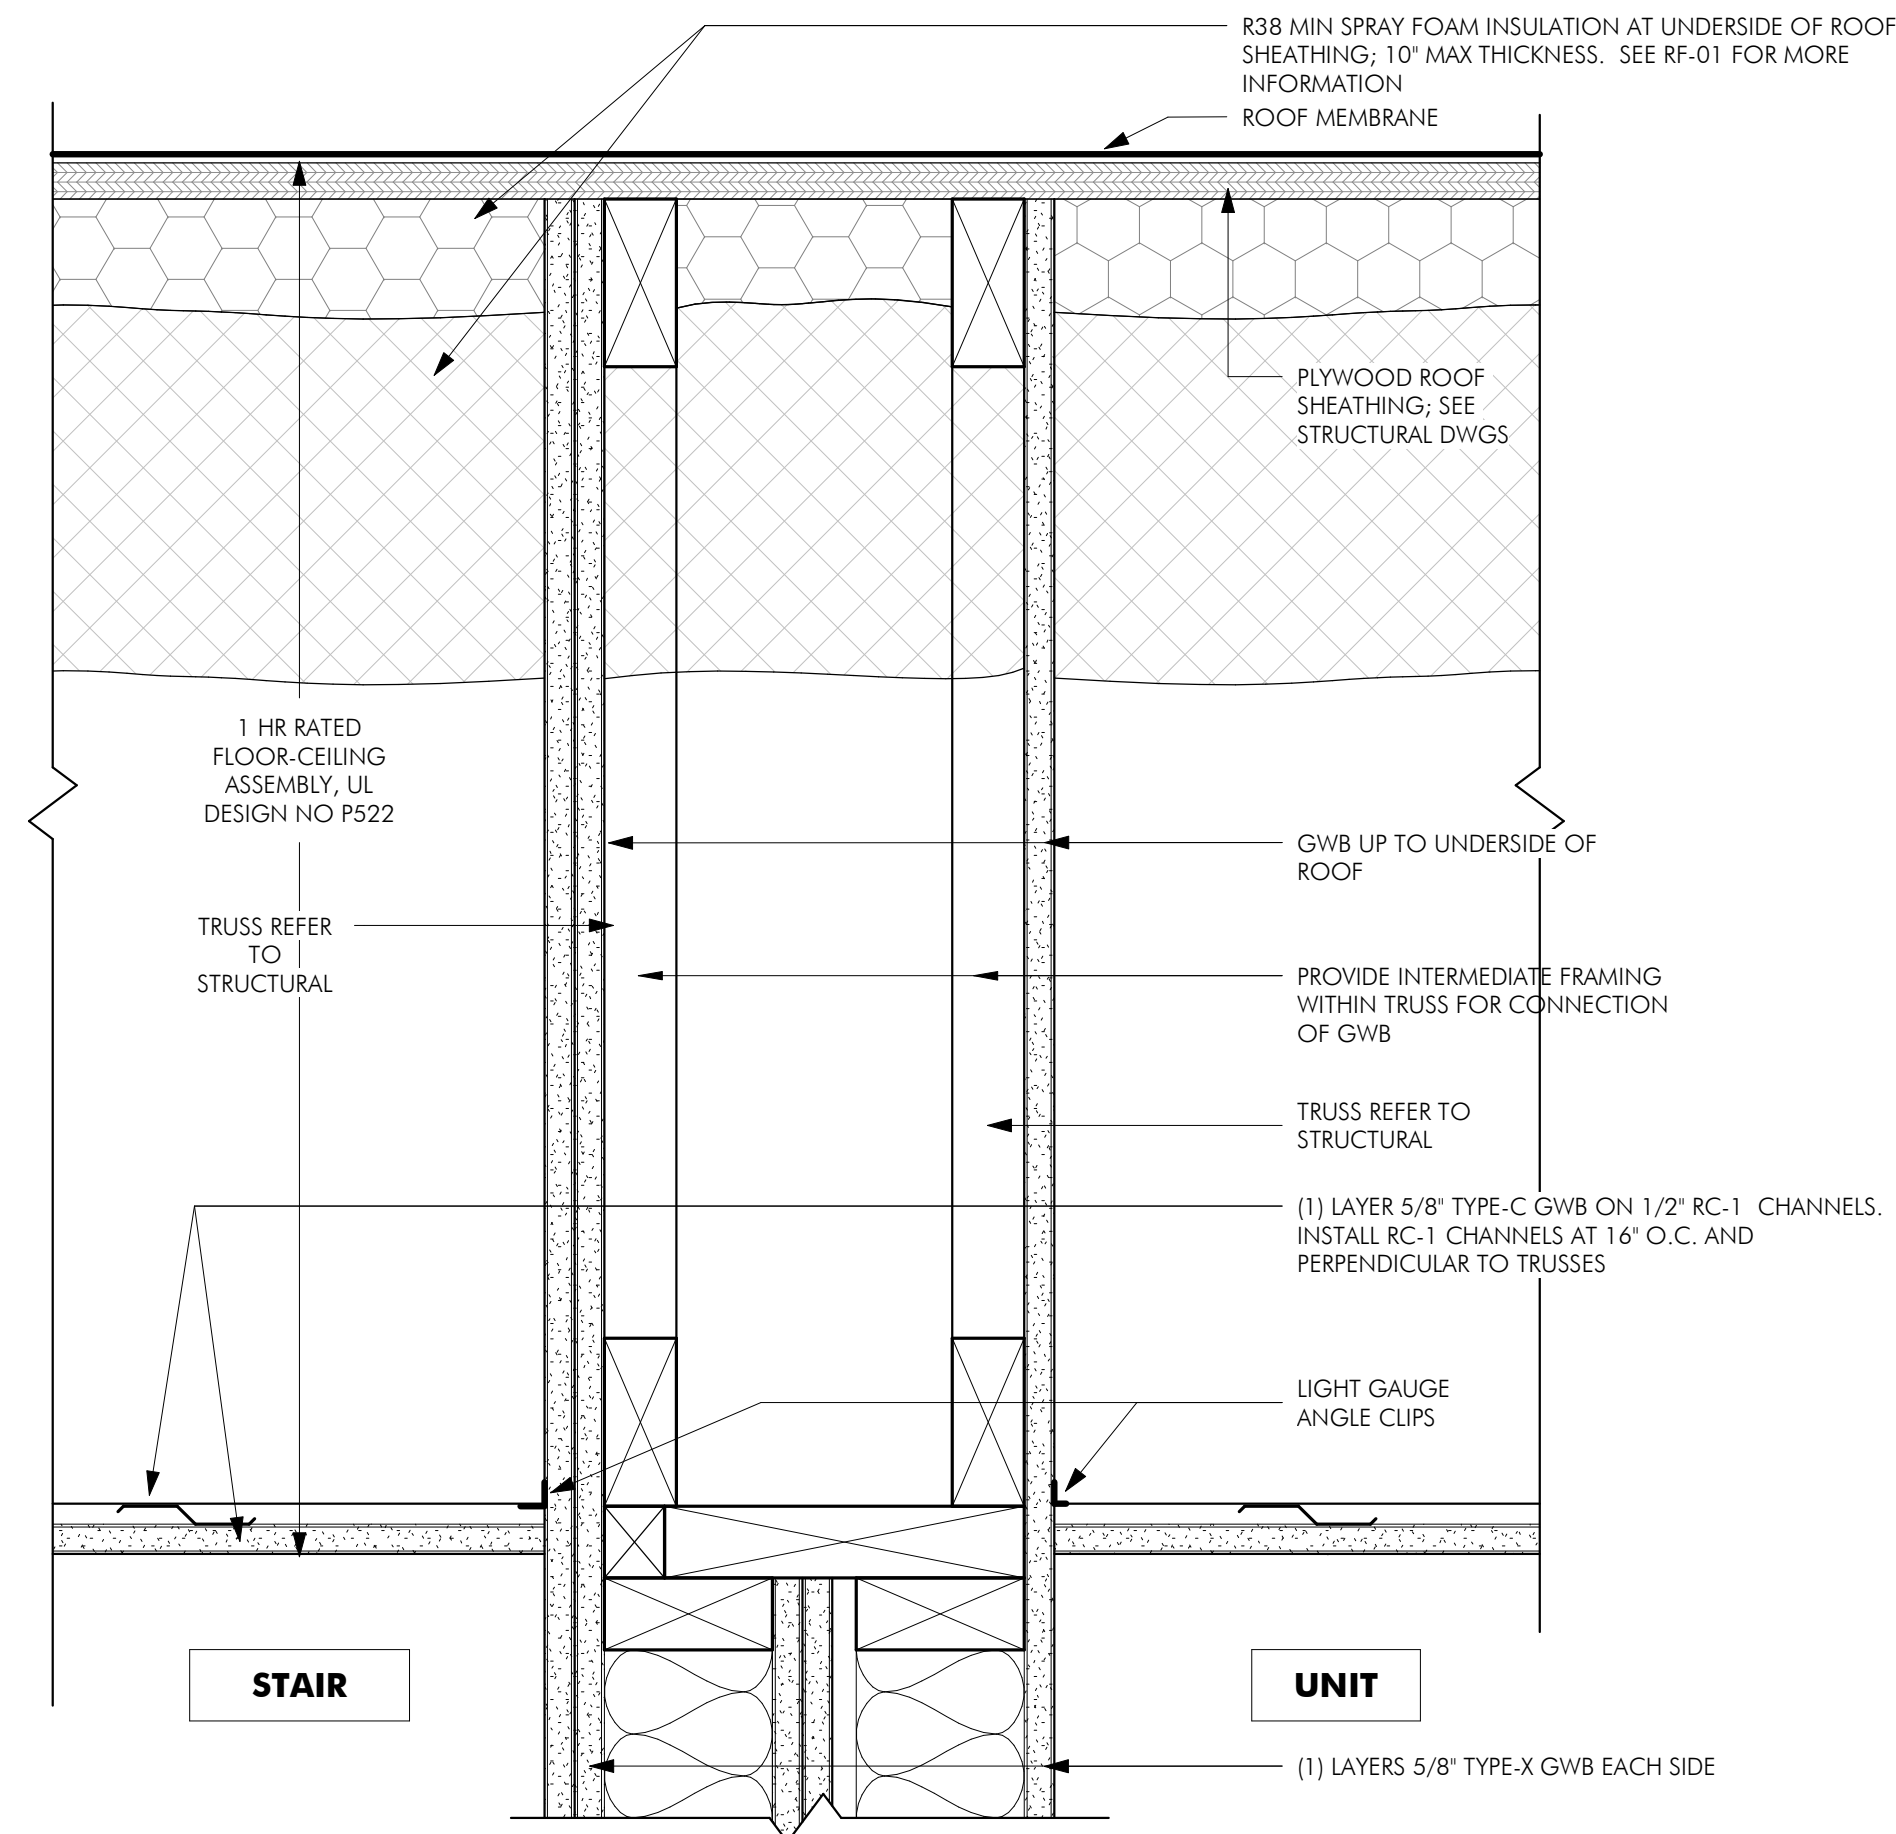 R38 MIN SPRAY FOAM INSULATION AT UNDERSIDE OF ROOF
SHEATHING; 10" MAX THICKNESS. SEE RF-01 FOR MORE
INFORMATION
ROOF MEMBRANE
PLYWOOD ROOF
SHEATHING; SEE
STRUCTURAL DWGS
1 HR RATED
FLOOR-CEILING
ASSEMBLY, UL
DESIGN NO P522
GWB UP TO UNDERSIDE OF
ROOF
TRUSS REFER
TO
STRUCTURAL
PROVIDE INTERMEDIATE FRAMING
WITHIN TRUSS FOR CONNECTION
OF GWB
TRUSS REFER TO
STRUCTURAL
(1) LAYER 5/8" TYPE-C GWB ON 1/2" RC-1 CHANNELS.
INSTALL RC-1 CHANNELS AT 16" O.C. AND
PERPENDICULAR TO TRUSSES
LIGHT GAUGE
ANGLE CLIPS
STAIR
UNIT
(1) LAYERS 5/8" TYPE-X GWB EACH SIDE